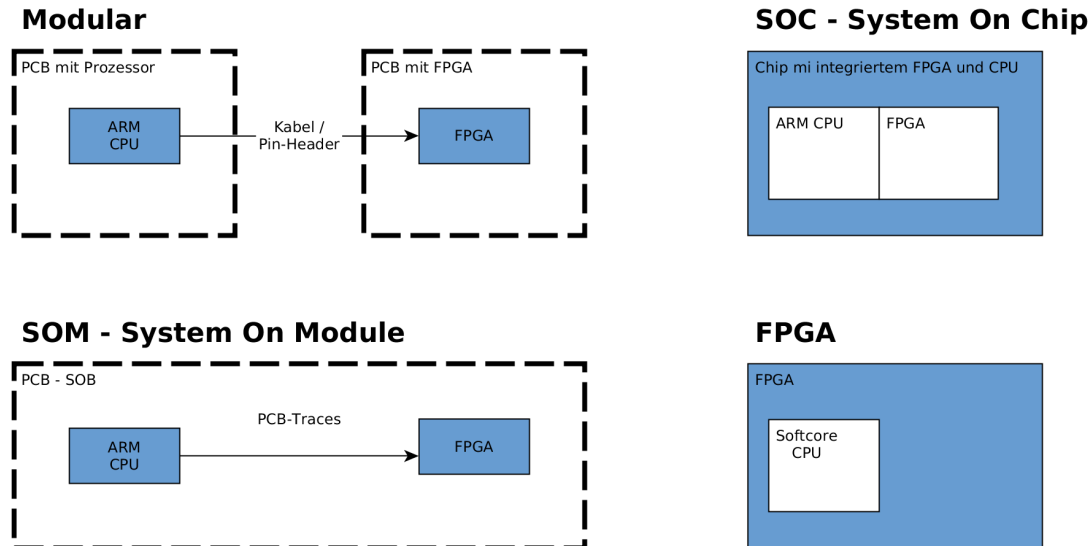 Modular
PCB mit Prozessor
ARM
CPU
Kabel /
Pin-Header
PCB mit FPGA
FPGA
SOC - System On Chip
Chip mi integriertem FPGA und CPU
ARM CPU
FPGA
SOM - System On Module
PCB - SOB
ARM
CPU
PCB-Traces
FPGA
FPGA
FPGA
Softcore
CPU